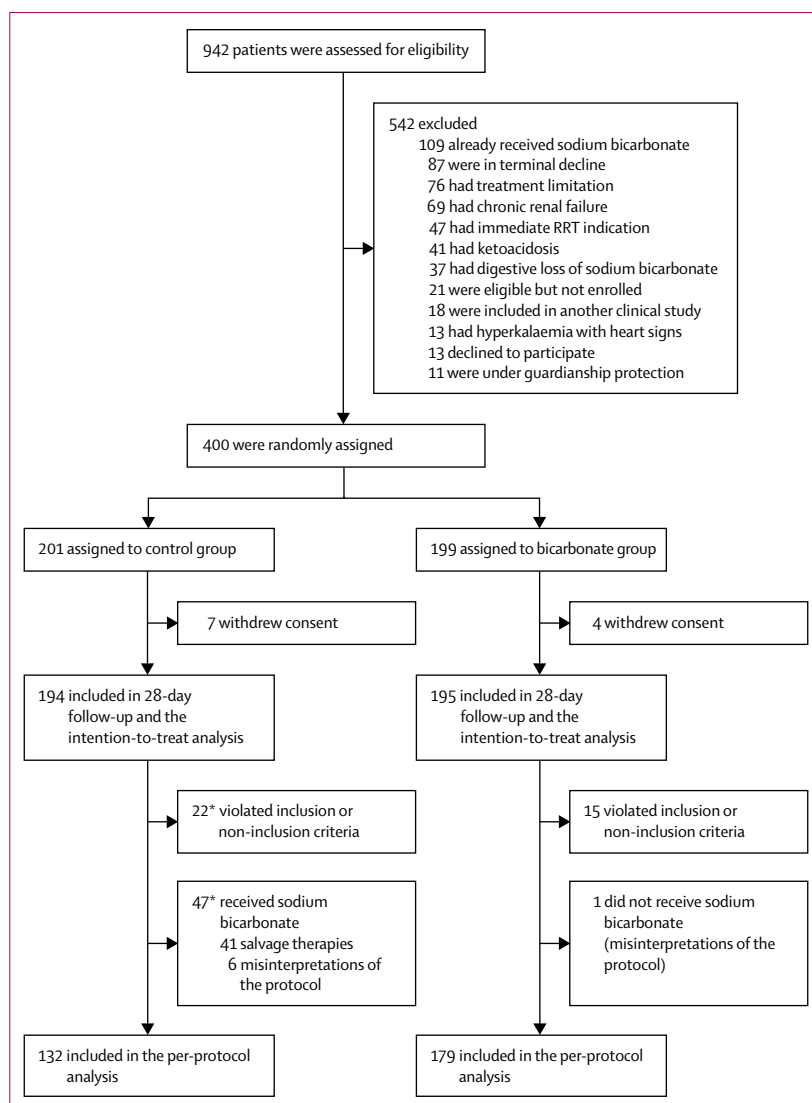 942 patients were assessed for eligibility
542 excluded
109 already received sodium bicarbonate
87 were in terminal decline
76 had treatment limitation
69 had chronic renal failure
47 had immediate RRT indication
41 had ketoacidosis
37 had digestive loss of sodium bicarbonate
21 were eligible but not enrolled
18 were included in another clinical study
13 had hyperkalaemia with heart signs
13 declined to participate
11 were under guardianship protection
400 were randomly assigned
201 assigned to control group
199 assigned to bicarbonate group
7 withdrew consent
4 withdrew consent
194 included in 28-day
follow-up and the
intention-to-treat analysis
195 included in 28-day
follow-up and the
intention-to-treat analysis
22* violated inclusion or
non-inclusion criteria
15 violated inclusion or
non-inclusion criteria
47* received sodium
bicarbonate
41 salvage therapies
6 misinterpretations of
the protocol
1 did not receive sodium
bicarbonate
(misinterpretations of the
protocol)
132 included in the per-protocol
analysis
179 included in the per-protocol
analysis